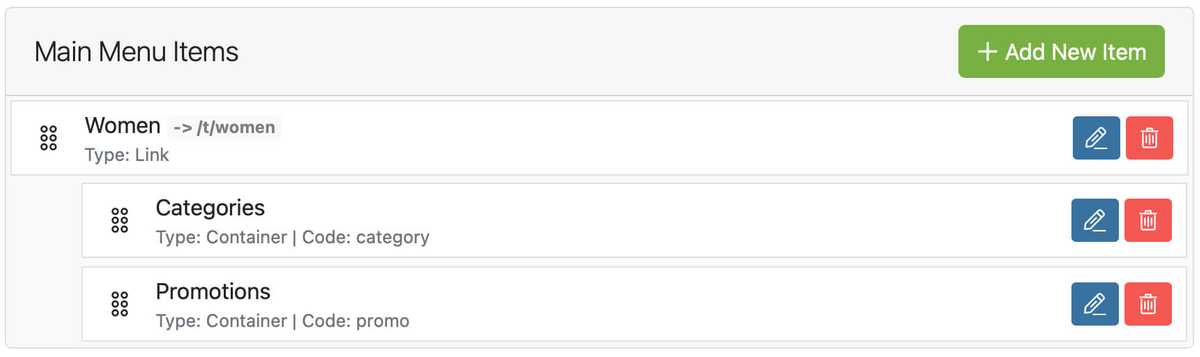 Main Menu Items
+ Add New Item
Women -> /t/women
Type: Link
Categories
Type: Container | Code: category
Promotions
Type: Container | Code: promo